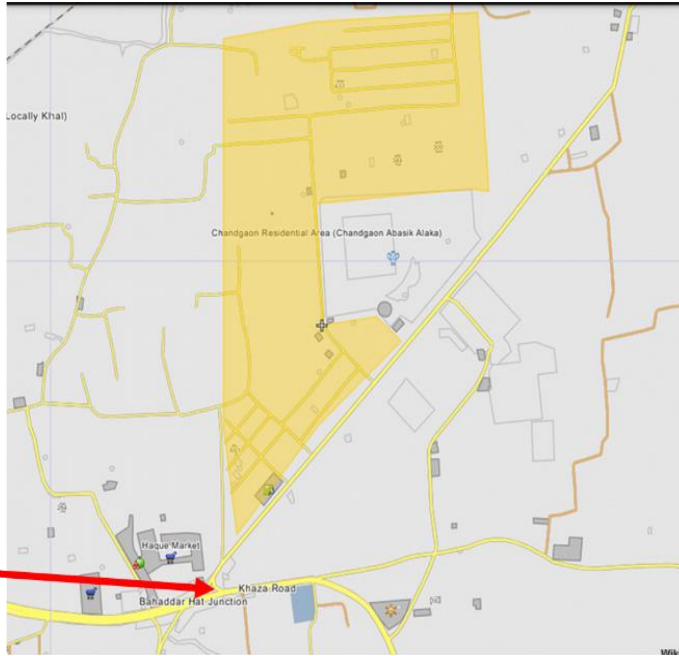 Locally Khal)
Chandgaon Residential Area (Chandgaon Abasik Alaka)
Haque Market
Khaza Road
Bahaddar Hat Junction